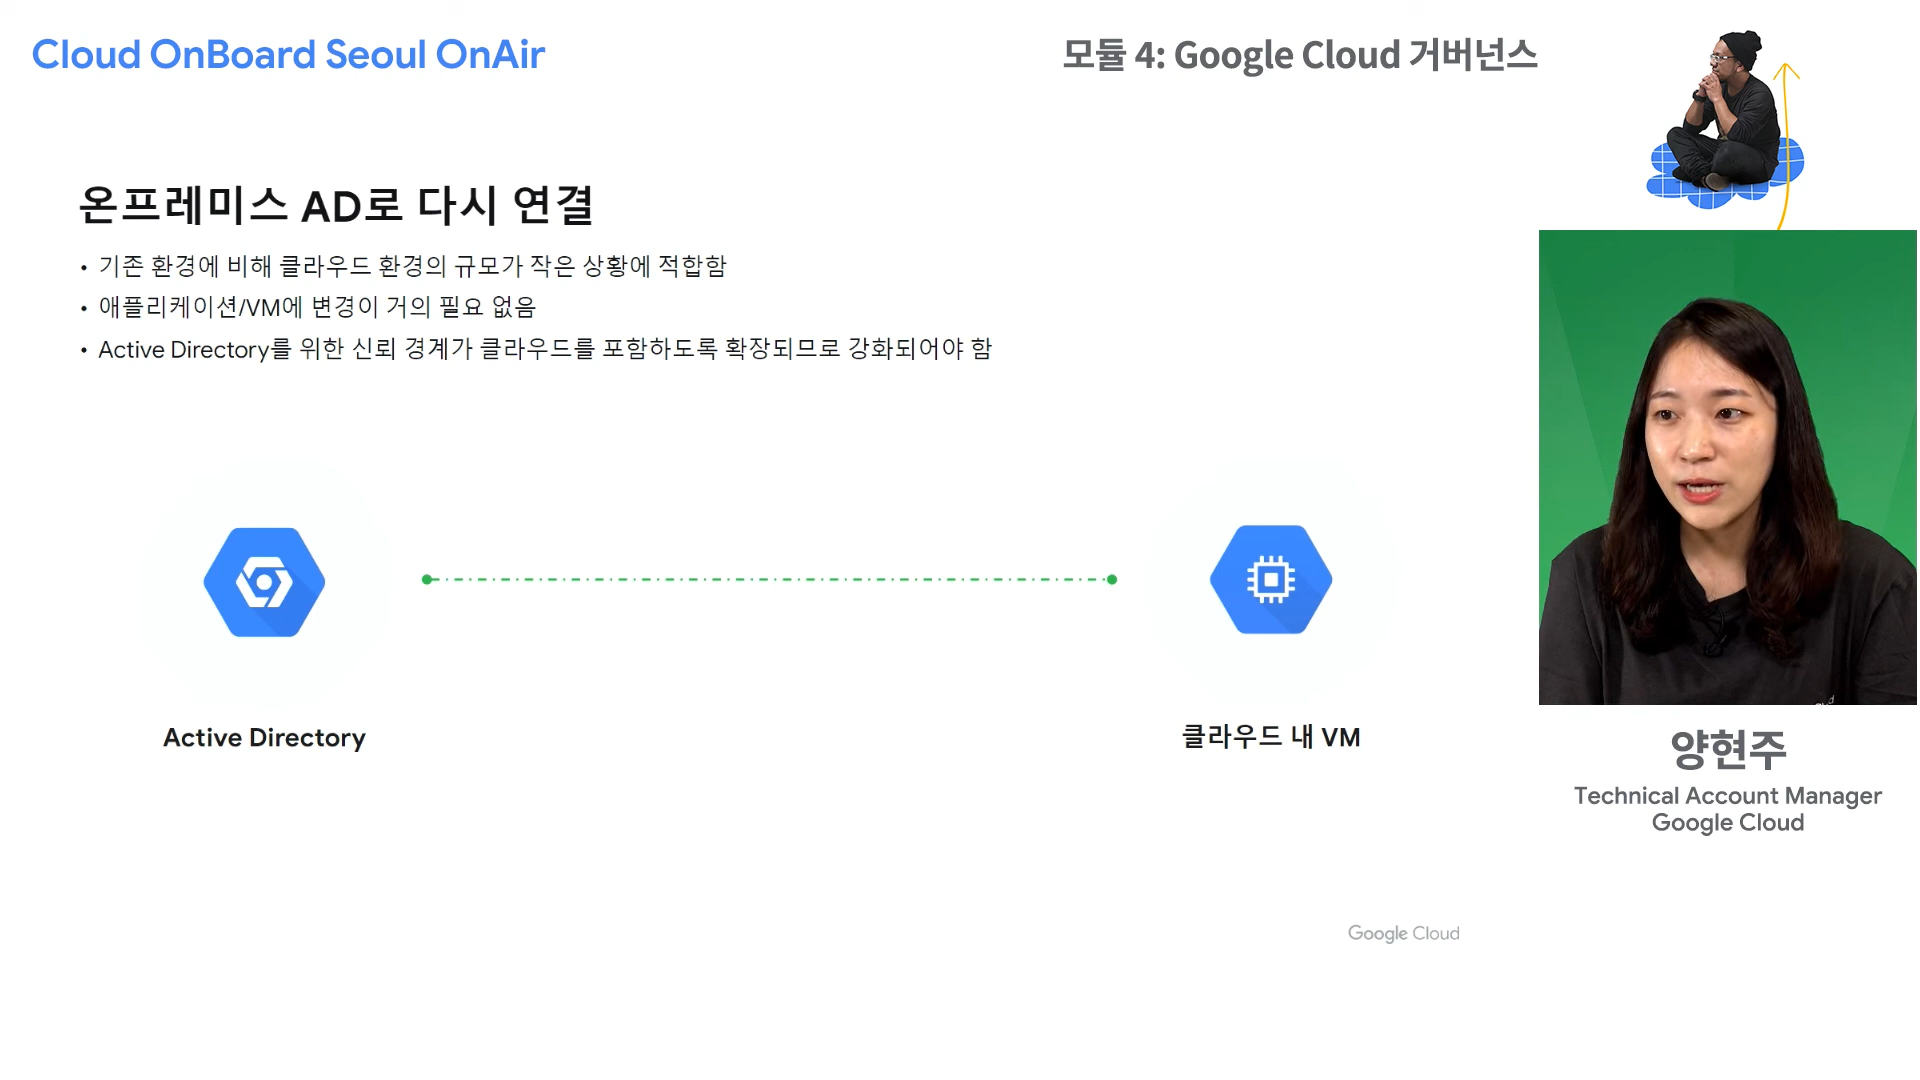 Cloud OnBoard Seoul OnAir
모듈 4: Google Cloud 거버넌스
온프레미스 AD로 다시 연결
• 기존 환경에 비해 클라우드 환경의 규모가 작은 상황에 적합함
• 애플리케이션/VM에 변경이 거의 필요 없음
• Active Directory를 위한 신뢰 경계가 클라우드를 포함하도록 확장되므로 강화되어야 함
Active Directory
클라우드 내 VM
양현주
Technical Account Manager
Google Cloud
Google Cloud